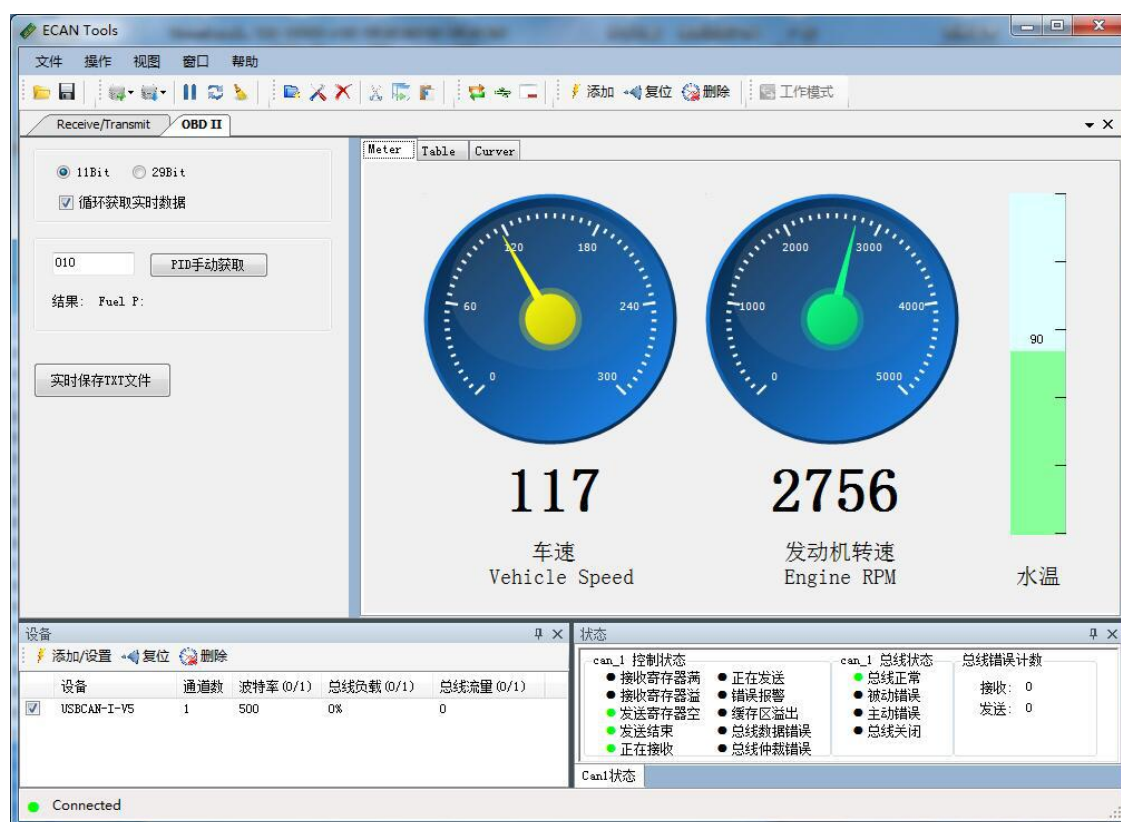 ECAN Tools
文件 操作 视图 窗口 帮助
添加 复位 删除 工作模式
Receive/Transmit OBD II
Meter Table Curver
11Bit 29Bit
循环获取实时数据
010 PID手动获取
结果: Fuel P:
实时保存TXT文件
0 60 120 180 240 300
0 1000 2000 3000 4000 5000
90
117 2756
车速 发动机转速
Vehicle Speed Engine RPM 水温
设备
添加/设置 复位 删除
设备 通道数 波特率(0/1) 总线负载(0/1) 总线流量(0/1)
USBCAN-I-V5 1 500 0% 0
状态
can_1 控制状态 can_1 总线状态 总线错误计数
接收寄存器满 正在发送 总线正常 接收: 0
接收寄存器溢 错误报警 被动错误 发送: 0
发送寄存器空 缓存区溢出 主动错误
发送结束 总线数据错误 总线关闭
正在接收 总线仲裁错误
Can1状态
Connected